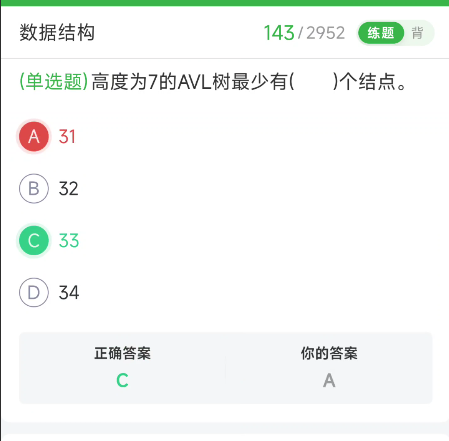 数据结构 143/2952 练题 背
(单选题)高度为7的AVL树最少有(  )个结点。
A 31
B 32
C 33
D 34
正确答案 你的答案
C A